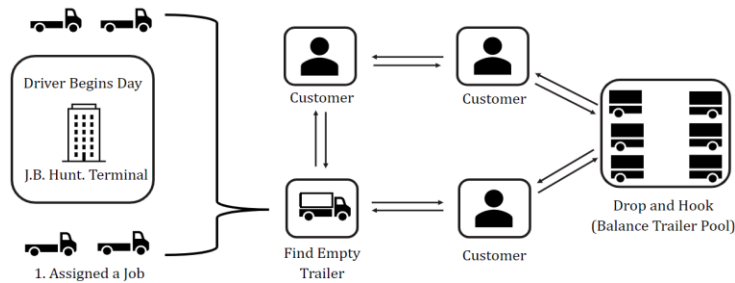 Driver Begins Day
J.B. Hunt. Terminal
1. Assigned a Job
Customer
Find Empty
Trailer
Customer
Customer
Drop and Hook
(Balance Trailer Pool)